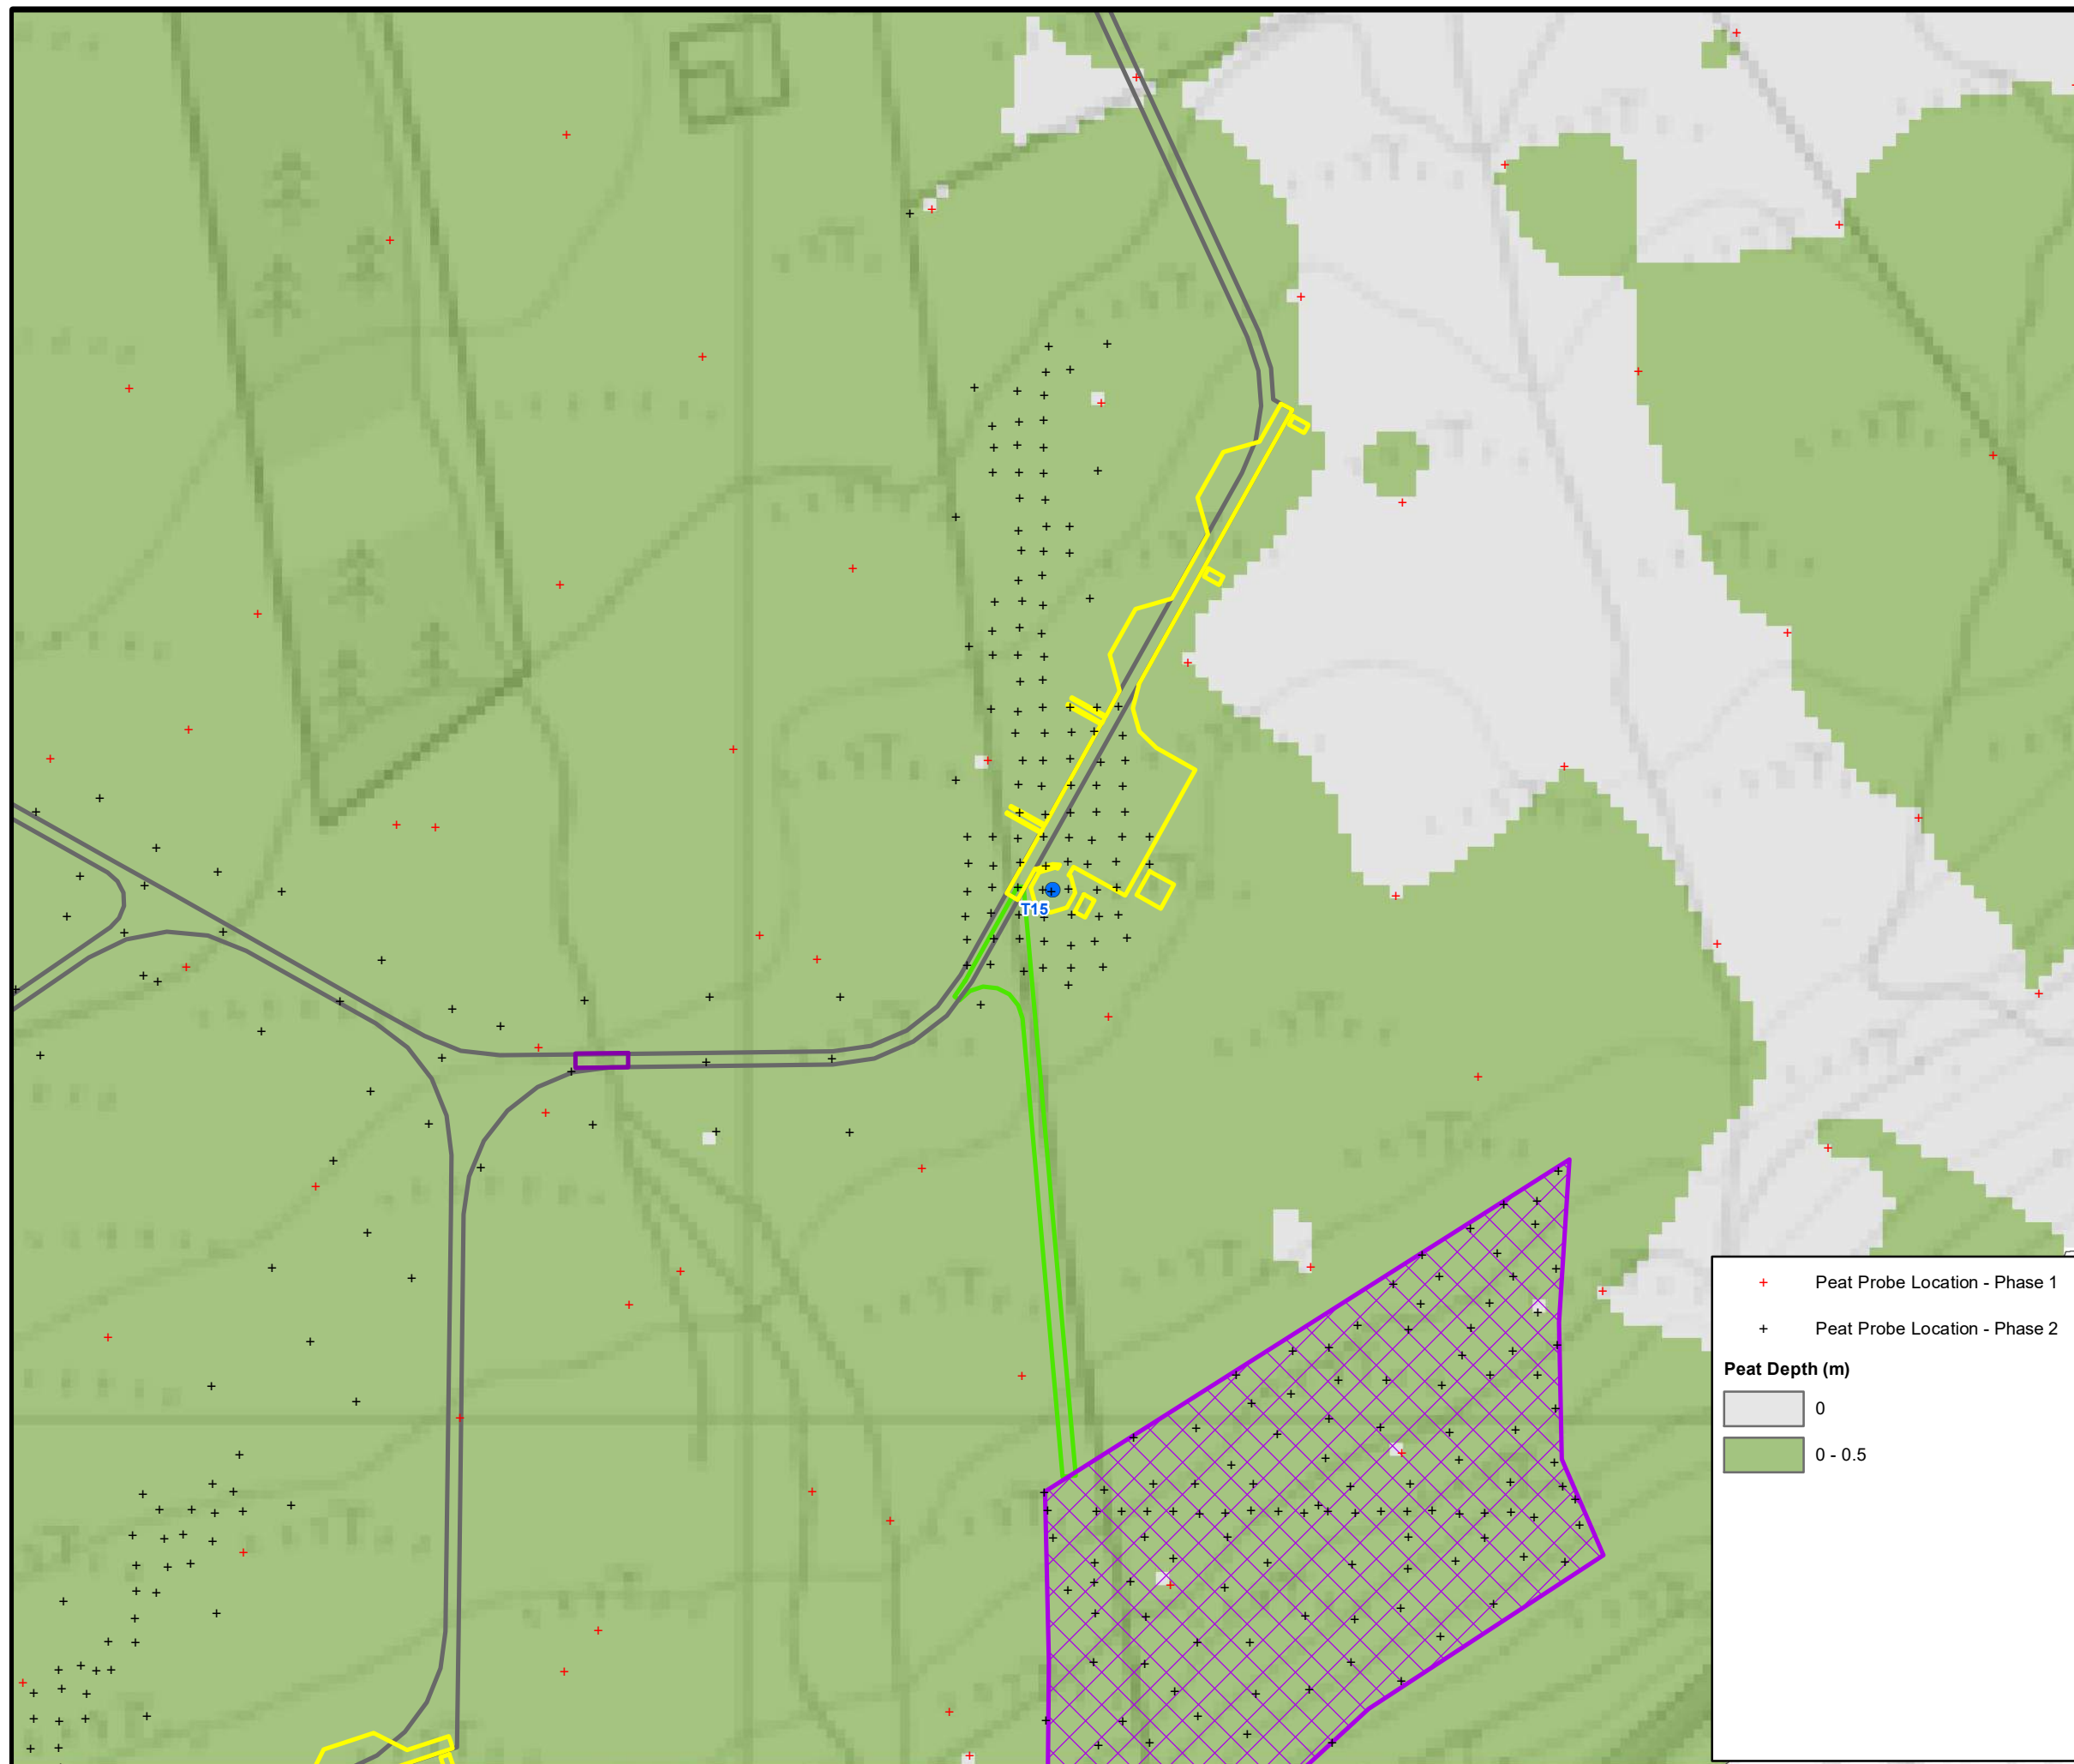 T15
Peat Probe Location - Phase 1
Peat Probe Location - Phase 2
Peat Depth (m)
0
0 - 0.5